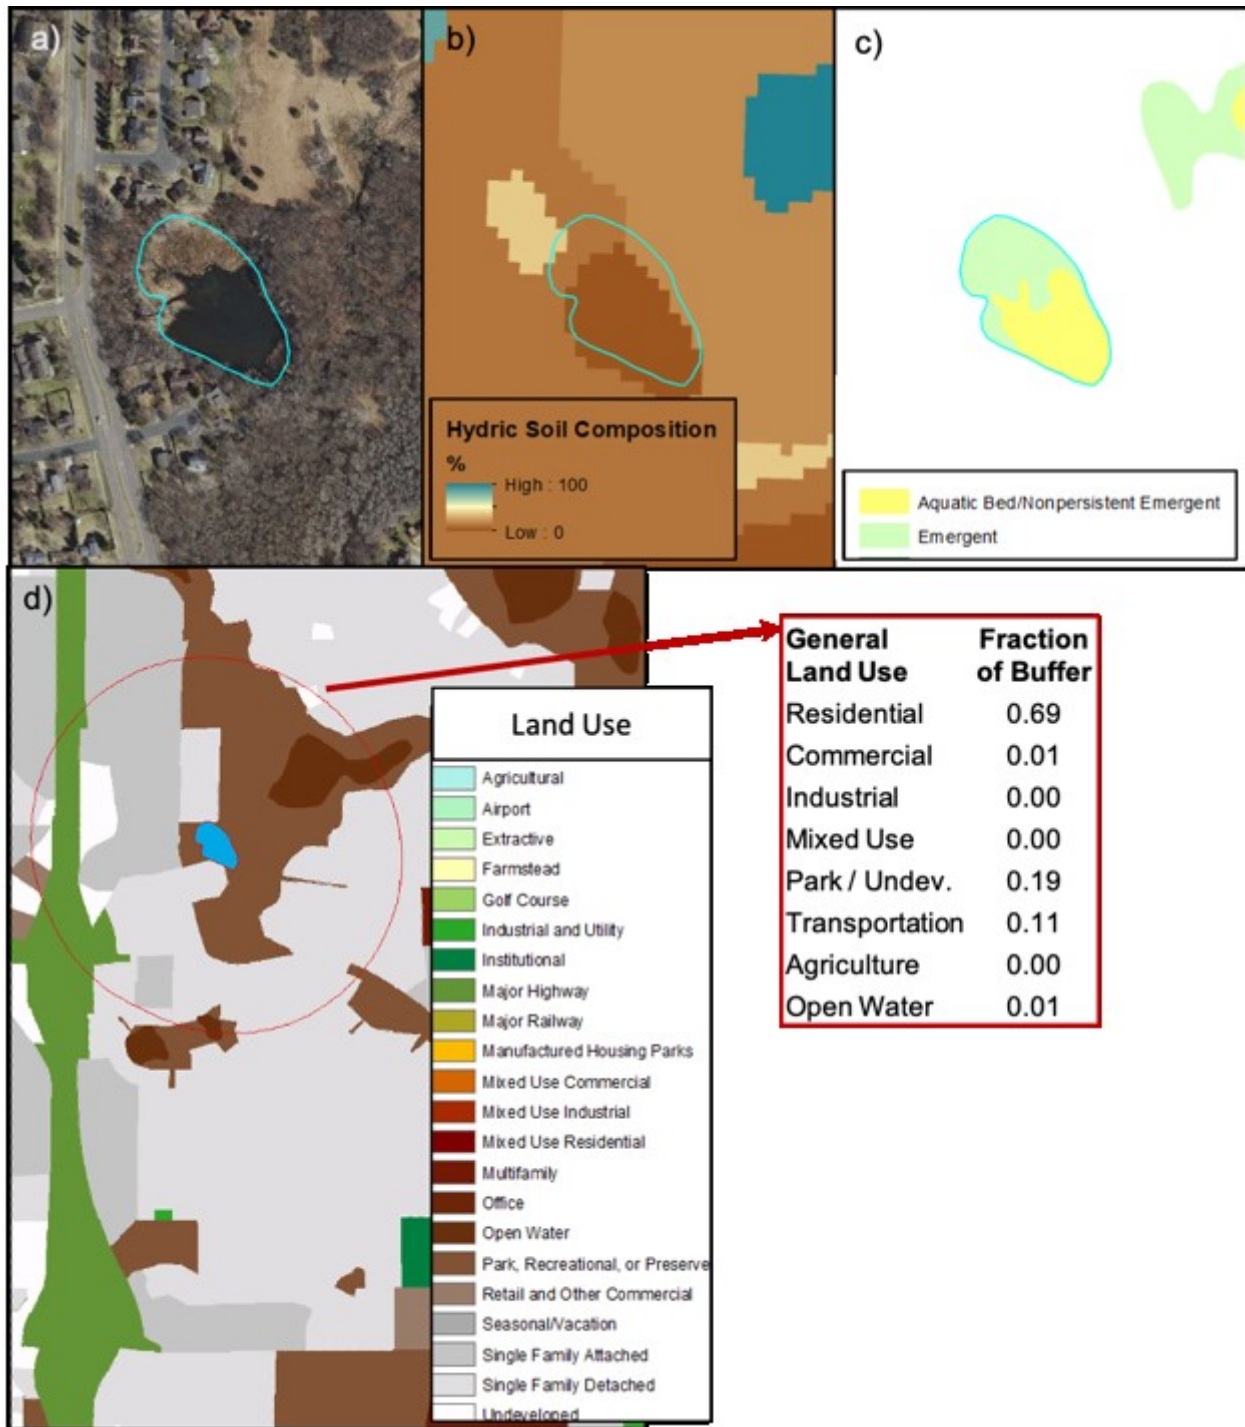 a)
b)
Hydric Soil Composition
%
High : 100
Low : 0
c)
Aquatic Bed/Nonpersistent Emergent
Emergent
d)
Land Use
Agricultural
Airport
Extractive
Farmstead
Golf Course
Industrial and Utility
Institutional
Major Highway
Major Railway
Manufactured Housing Parks
Mixed Use Commercial
Mixed Use Industrial
Mixed Use Residential
Multifamily
Office
Open Water
Park, Recreational, or Preserve
Retail and Other Commercial
Seasonal/Vacation
Single Family Attached
Single Family Detached
Undeveloped
General Fraction
Land Use of Buffer
Residential 0.69
Commercial 0.01
Industrial 0.00
Mixed Use 0.00
Park / Undev. 0.19
Transportation 0.11
Agriculture 0.00
Open Water 0.01